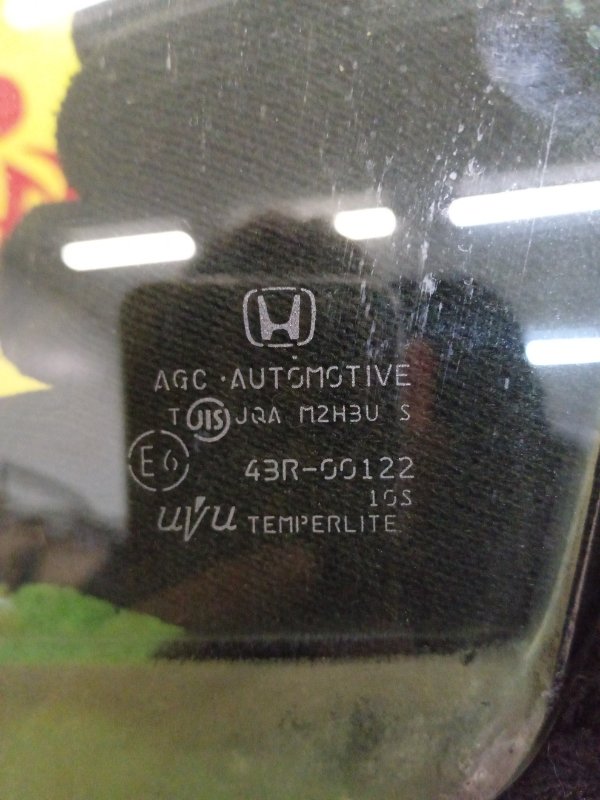 AGC · AUTOMOTIVE
T JIS JQA M2H3U S
E6 43R-00122
10S
uvu TEMPERLITE